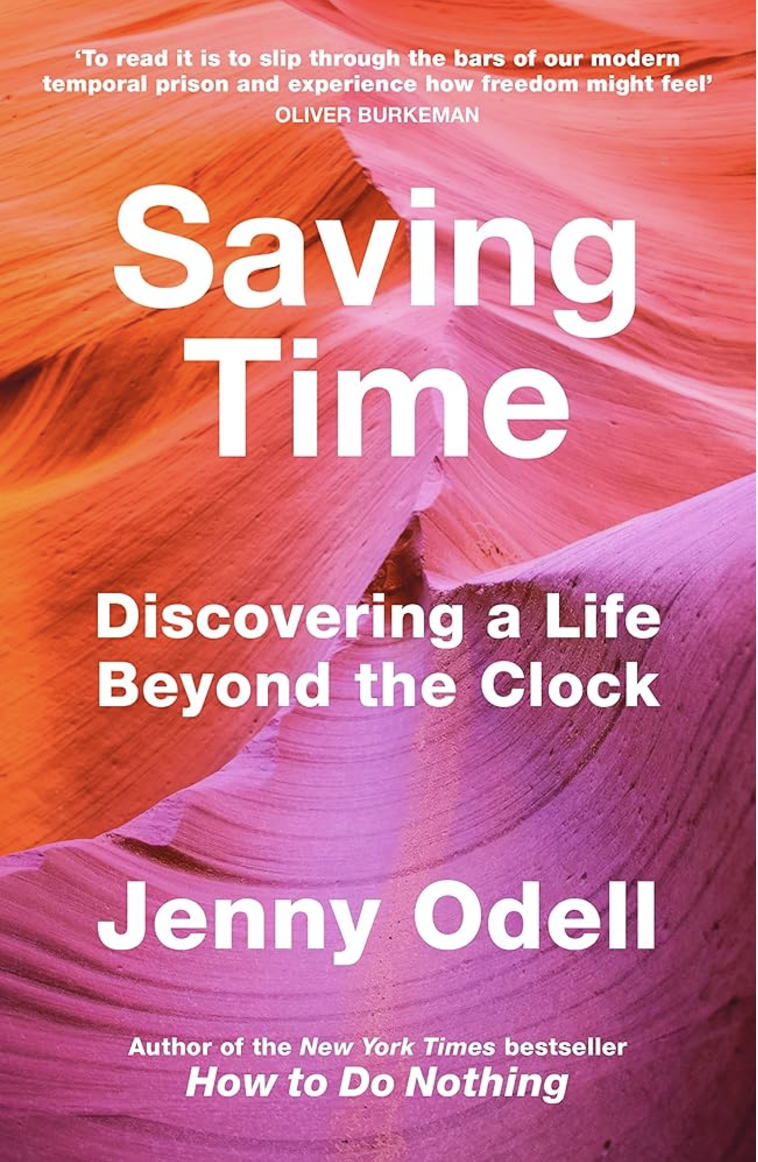 ‘To read it is to slip through the bars of our modern
temporal prison and experience how freedom might feel’
OLIVER BURKEMAN
Saving
Time
Discovering a Life
Beyond the Clock
Jenny Odell
Author of the New York Times bestseller
How to Do Nothing